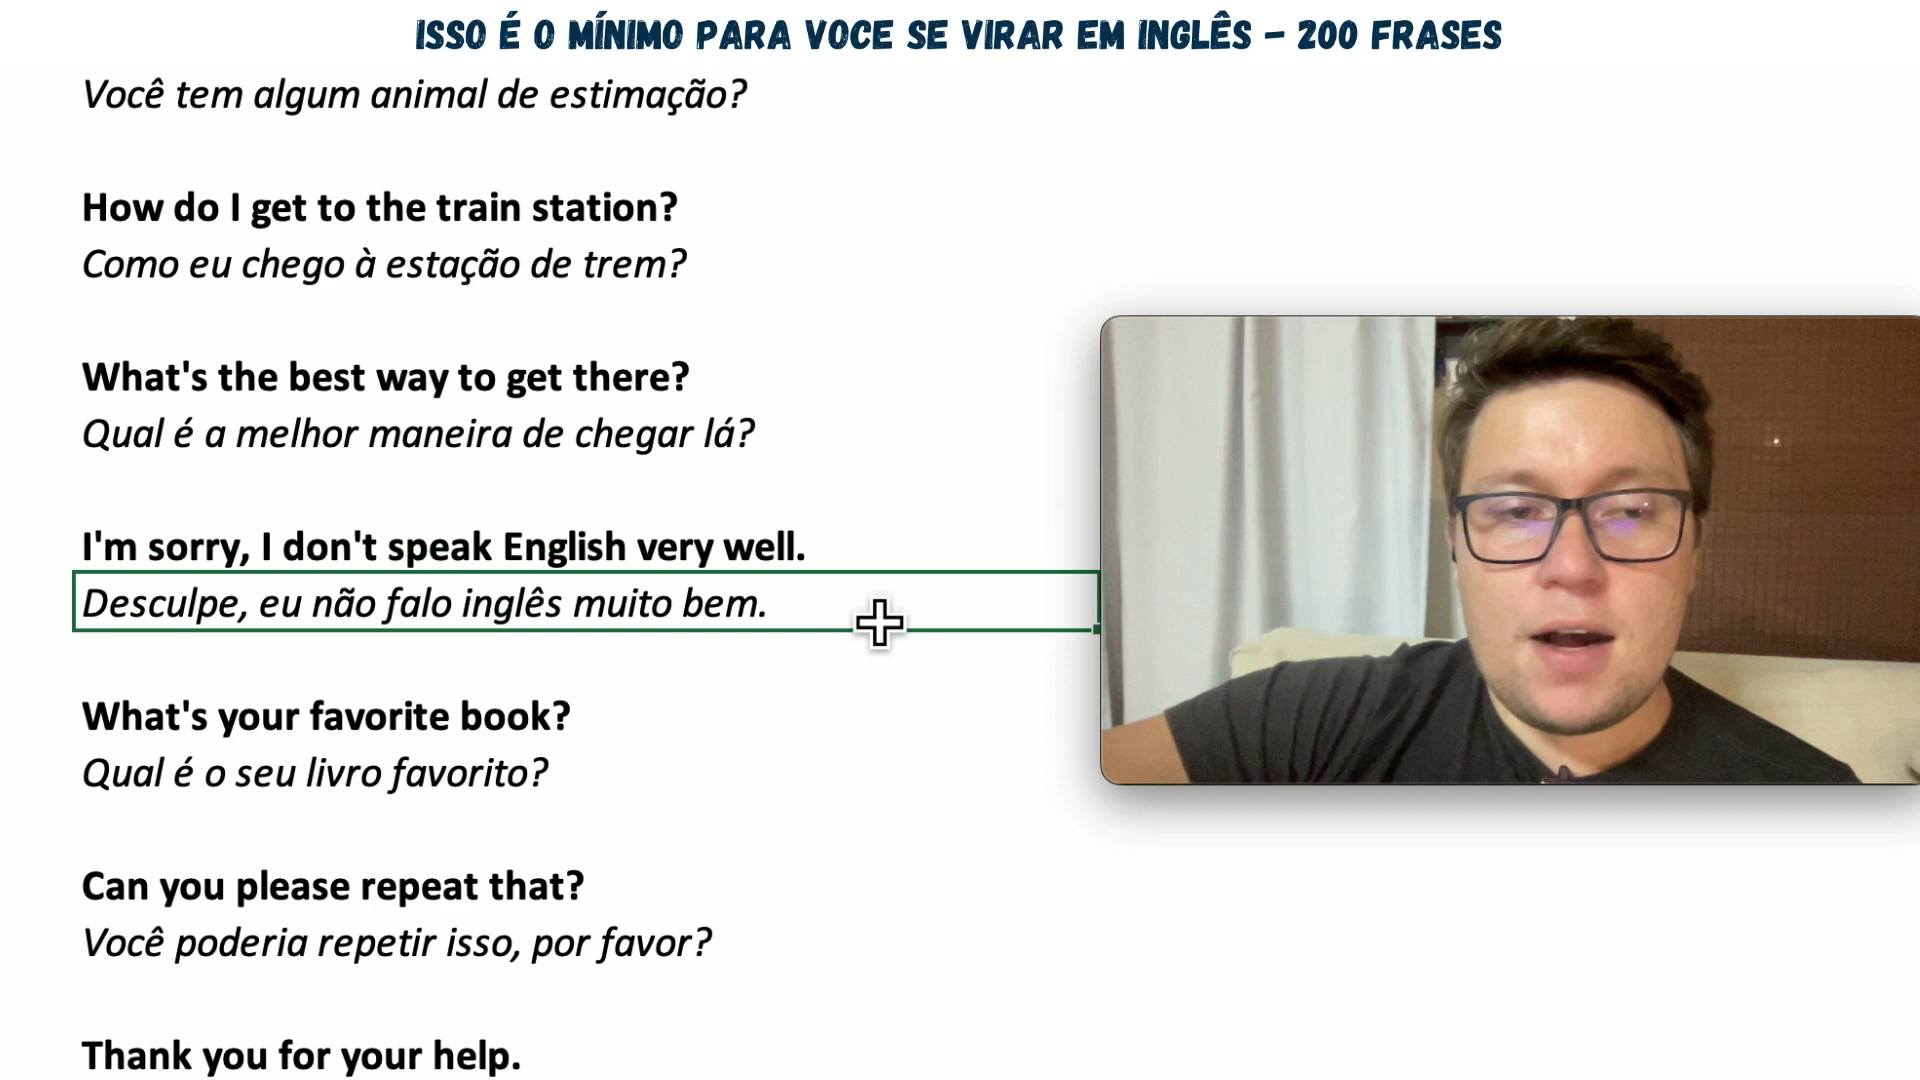 ISSO É O MÍNIMO PARA VOCE SE VIRAR EM INGLÊS – 200 FRASES
Você tem algum animal de estimação?
How do I get to the train station?
Como eu chego à estação de trem?
What's the best way to get there?
Qual é a melhor maneira de chegar lá?
I'm sorry, I don't speak English very well.
Desculpe, eu não falo inglês muito bem.
What's your favorite book?
Qual é o seu livro favorito?
Can you please repeat that?
Você poderia repetir isso, por favor?
Thank you for your help.